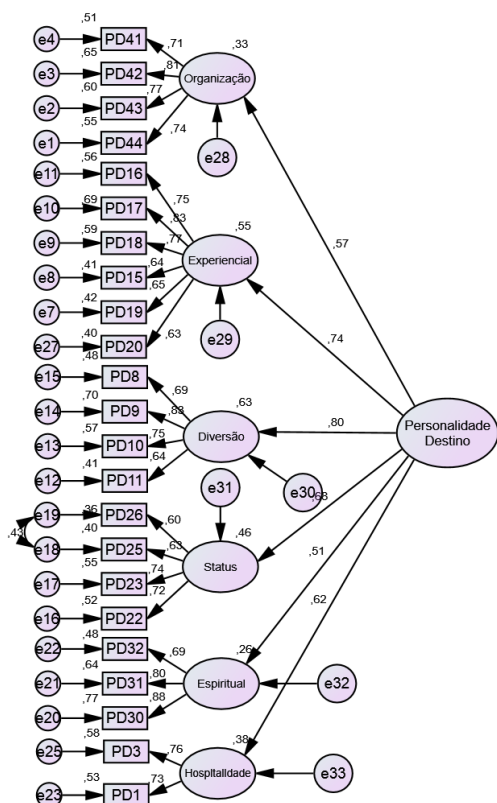 ,51
e4 PD41 ,71 ,33
,65
e3 PD42 ,81 Organização
,60
e2 PD43 ,77
,55
e1 PD44 ,74 e28
,56
e11 PD16 ,75
,69
e10 PD17 ,83 ,55 ,57
,59
e9 PD18 ,77
,41 Experiencial
e8 PD15 ,64
,42 ,65
e7 PD19 ,74
,40 ,63 e29
e27 PD20
,48
e15 PD8 ,69
,70
e14 PD9 ,83 ,63 Personalidade
,57 ,80 Destino
e13 PD10 ,75 Diversão
,41 ,64
e12 PD11 e31 e30
,68
,36
e19 PD26 ,60 ,46
,43 ,40 ,51
e18 PD25 ,63 Status
,55 ,62
e17 PD23 ,74
,52 ,72
e16 PD22
,48
e22 PD32 ,69 ,26
,64
e21 PD31 ,80 Espiritual e32
,77
e20 PD30 ,88
,58 ,38
e25 PD3 ,76
,53 Hospitalidade e33
e23 PD1 ,73